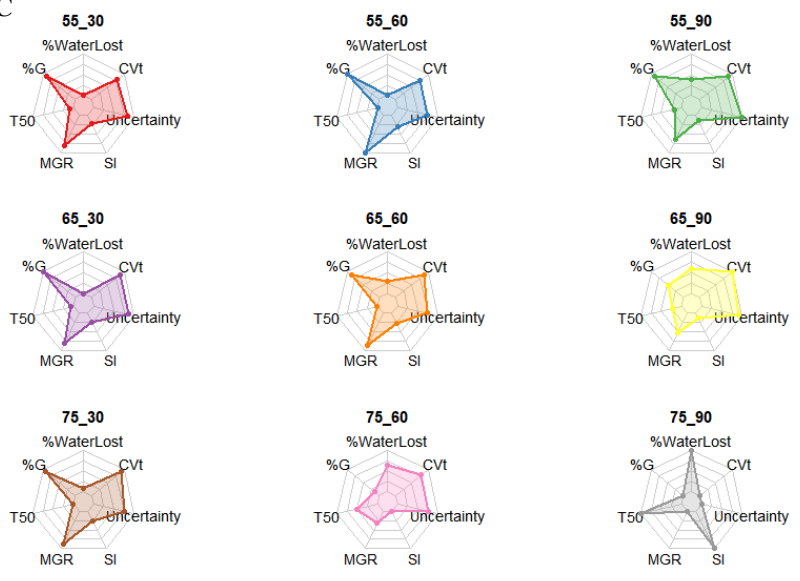 C
55_30 55_60 55_90
%WaterLost %WaterLost %WaterLost
%G CVt %G CVt %G CVt
T50 Uncertainty T50 Uncertainty T50 Uncertainty
MGR SI MGR SI MGR SI
65_30 65_60 65_90
%WaterLost %WaterLost %WaterLost
%G CVt %G CVt %G CVt
T50 Uncertainty T50 Uncertainty T50 Uncertainty
MGR SI MGR SI MGR SI
75_30 75_60 75_90
%WaterLost %WaterLost %WaterLost
%G CVt %G CVt %G CVt
T50 Uncertainty T50 Uncertainty T50 Uncertainty
MGR SI MGR SI MGR SI